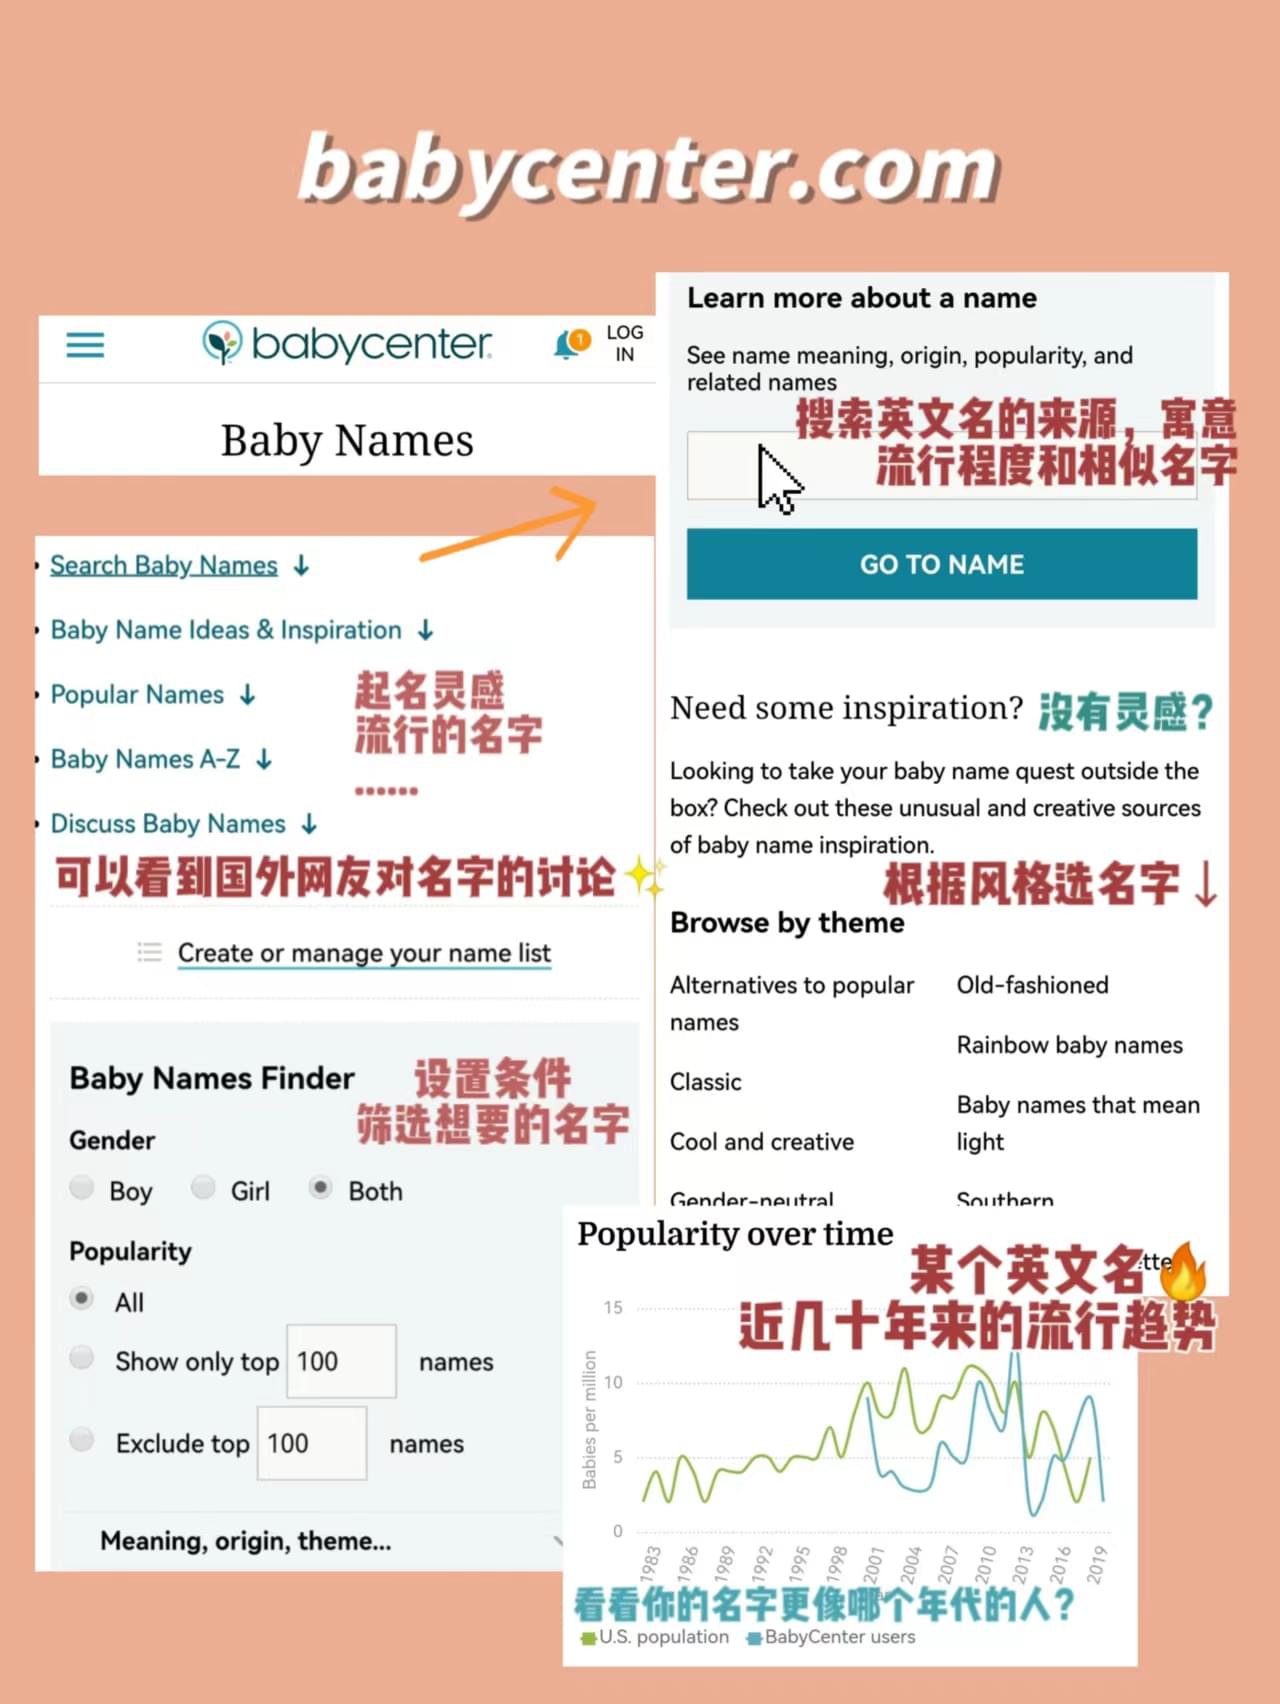 babycenter.com
babycenter
1
LOG
IN
Baby Names
Search Baby Names ↓
Baby Name Ideas & Inspiration ↓
Popular Names ↓
Baby Names A-Z ↓
Discuss Baby Names ↓
起名灵感
流行的名字
……
可以看到国外网友对名字的讨论
Create or manage your name list
Baby Names Finder
设置条件
筛选想要的名字
Gender
Boy Girl Both
Popularity
All
Show only top 100 names
Exclude top 100 names
Meaning, origin, theme...
Learn more about a name
See name meaning, origin, popularity, and
related names
搜索英文名的来源，寓意
流行程度和相似名字
GO TO NAME
Need some inspiration?
没有灵感？
Looking to take your baby name quest outside the
box? Check out these unusual and creative sources
of baby name inspiration.
根据风格选名字↓
Browse by theme
Alternatives to popular
names
Classic
Cool and creative
Gender-neutral
Old-fashioned
Rainbow baby names
Baby names that mean
light
Southern
Popularity over time
某个英文名🔥
近几十年来的流行趋势
Babies per million
15
10
5
0
1983 1986 1989 1992 1995 1998 2001 2004 2007 2010 2013 2016 2019
看看你的名字更像哪个年代的人？
U.S. population BabyCenter users